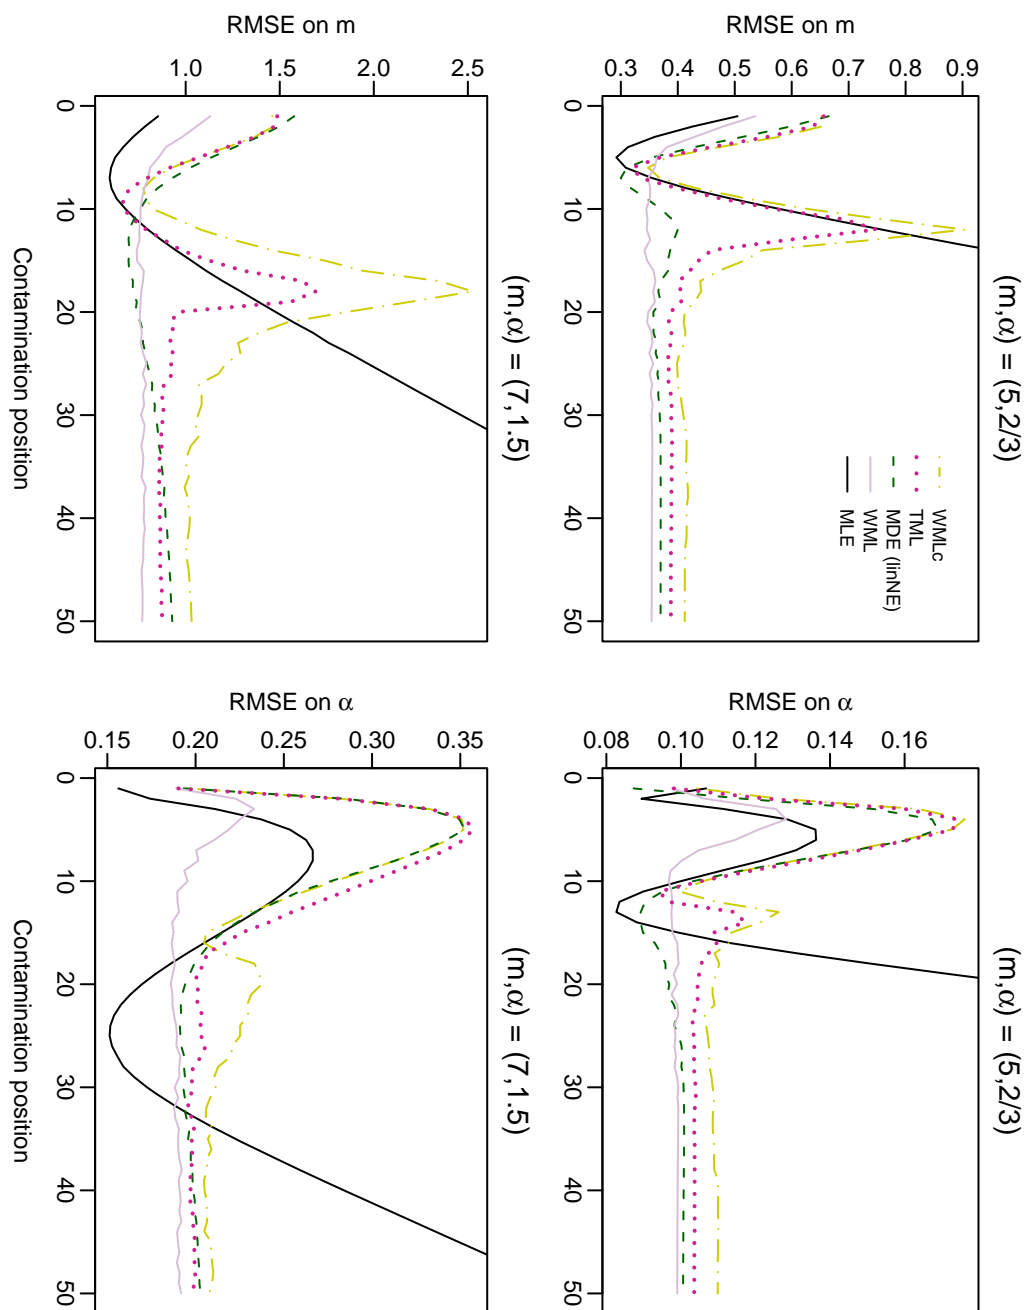 (m,α) = (5,2/3)
RMSE on m
0.3 0.4 0.5 0.6 0.7 0.8 0.9
0 10 20 30 40 50
WMLc
TML
MDE (linNE)
WML
MLE
(m,α) = (5,2/3)
RMSE on α
0.08 0.10 0.12 0.14 0.16
0 10 20 30 40 50
(m,α) = (7,1.5)
RMSE on m
1.0 1.5 2.0 2.5
0 10 20 30 40 50
Contamination position
(m,α) = (7,1.5)
RMSE on α
0.15 0.20 0.25 0.30 0.35
0 10 20 30 40 50
Contamination position